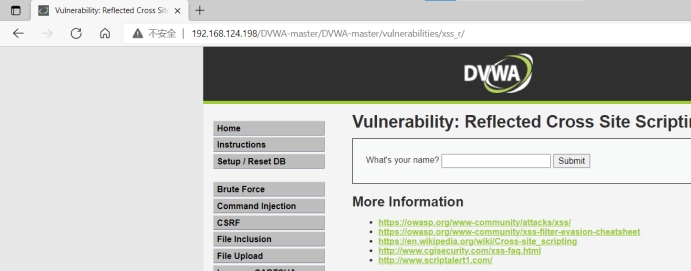 Vulnerability: Reflected Cross Site
不安全 | 192.168.124.198/DVWA-master/DVWA-master/vulnerabilities/xss_r/
DVWA
Home
Instructions
Setup / Reset DB
Brute Force
Command Injection
CSRF
File Inclusion
File Upload
Vulnerability: Reflected Cross Site
What's your name? Submit
More Information
https://owasp.org/www-community/attacks/xss/
https://owasp.org/www-community/xss-filter-evasion-cheatsheet
https://en.wikipedia.org/wiki/Cross-site_scripting
http://www.cgisecurity.com/xss-faq.html
http://www.scriptalert1.com/